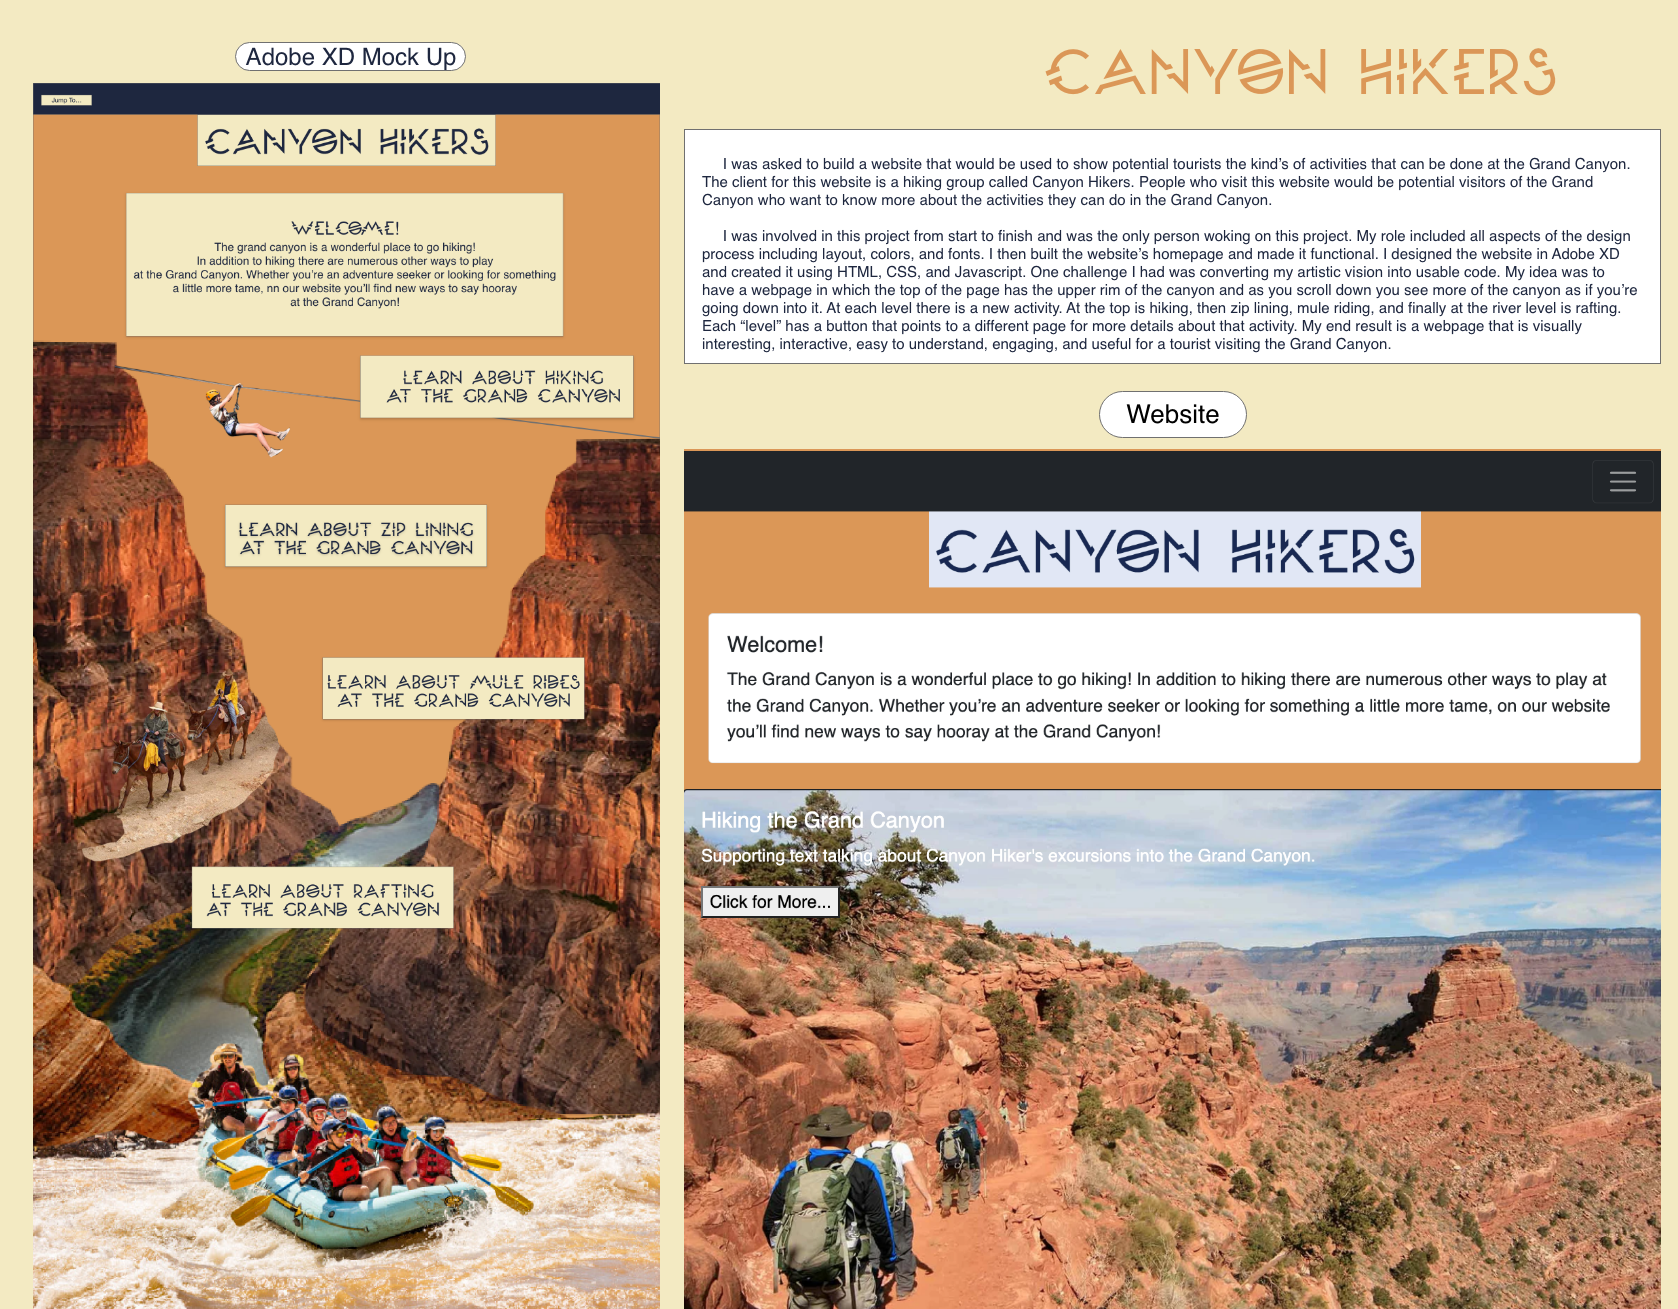 Adobe XD Mock Up
Jump To...
CANYON HIKERS
WELCOME!
The grand canyon is a wonderful place to go hiking!
In addition to hiking there are numerous other ways to play
at the Grand Canyon. Whether you're an adventure seeker or looking for something
a little more tame, nn our website you'll find new ways to say hooray
at the Grand Canyon!
LEARN ABOUT HIKING
AT THE GRAND CANYON
LEARN ABOUT ZIP LINING
AT THE GRAND CANYON
LEARN ABOUT MULE RIDES
AT THE GRAND CANYON
LEARN ABOUT RAFTING
AT THE GRAND CANYON
CANYON HIKERS
I was asked to build a website that would be used to show potential tourists the kind's of activities that can be done at the Grand Canyon.
The client for this website is a hiking group called Canyon Hikers. People who visit this website would be potential visitors of the Grand
Canyon who want to know more about the activities they can do in the Grand Canyon.
I was involved in this project from start to finish and was the only person woking on this project. My role included all aspects of the design
process including layout, colors, and fonts. I then built the website's homepage and made it functional. I designed the website in Adobe XD
and created it using HTML, CSS, and Javascript. One challenge I had was converting my artistic vision into usable code. My idea was to
have a webpage in which the top of the page has the upper rim of the canyon and as you scroll down you see more of the canyon as if you're
going down into it. At each level there is a new activity. At the top is hiking, then zip lining, mule riding, and finally at the river level is rafting.
Each “level” has a button that points to a different page for more details about that activity. My end result is a webpage that is visually
interesting, interactive, easy to understand, engaging, and useful for a tourist visiting the Grand Canyon.
Website
CANYON HIKERS
Welcome!
The Grand Canyon is a wonderful place to go hiking! In addition to hiking there are numerous other ways to play at
the Grand Canyon. Whether you're an adventure seeker or looking for something a little more tame, on our website
you'll find new ways to say hooray at the Grand Canyon!
Hiking the Grand Canyon
Supporting text talking about Canyon Hiker's excursions into the Grand Canyon.
Click for More...